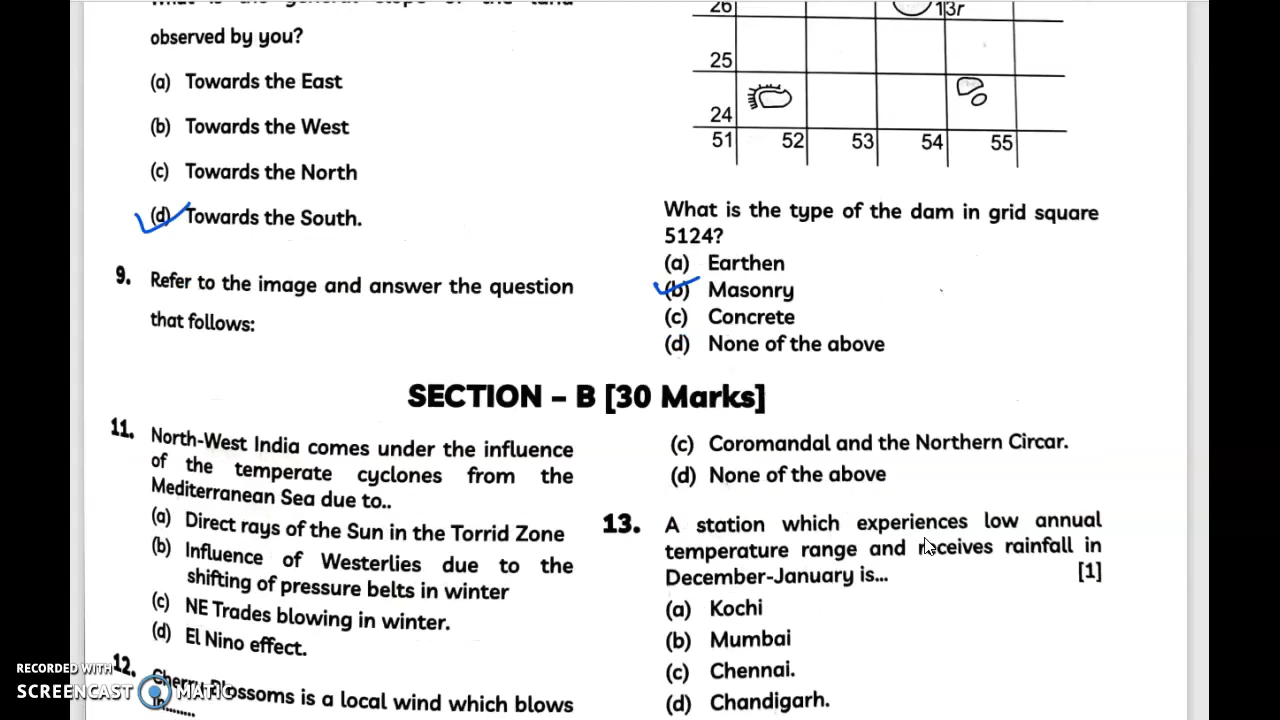 observed by you?
(a) Towards the East
(b) Towards the West
(c) Towards the North
(d) Towards the South.
9. Refer to the image and answer the question
that follows:
26
13r
25
24
51 52 53 54 55
What is the type of the dam in grid square
5124?
(a) Earthen
(b) Masonry
(c) Concrete
(d) None of the above
SECTION – B [30 Marks]
11. North-West India comes under the influence
of the temperate cyclones from the
Mediterranean Sea due to..
(a) Direct rays of the Sun in the Torrid Zone
(b) Influence of Westerlies due to the
shifting of pressure belts in winter
(c) NE Trades blowing in winter.
(d) El Nino effect.
12. Cherry Blossoms is a local wind which blows
in........
(c) Coromandal and the Northern Circar.
(d) None of the above
13. A station which experiences low annual
temperature range and receives rainfall in
December-January is... [1]
(a) Kochi
(b) Mumbai
(c) Chennai.
(d) Chandigarh.
RECORDED WITH
SCREENCAST MATIC